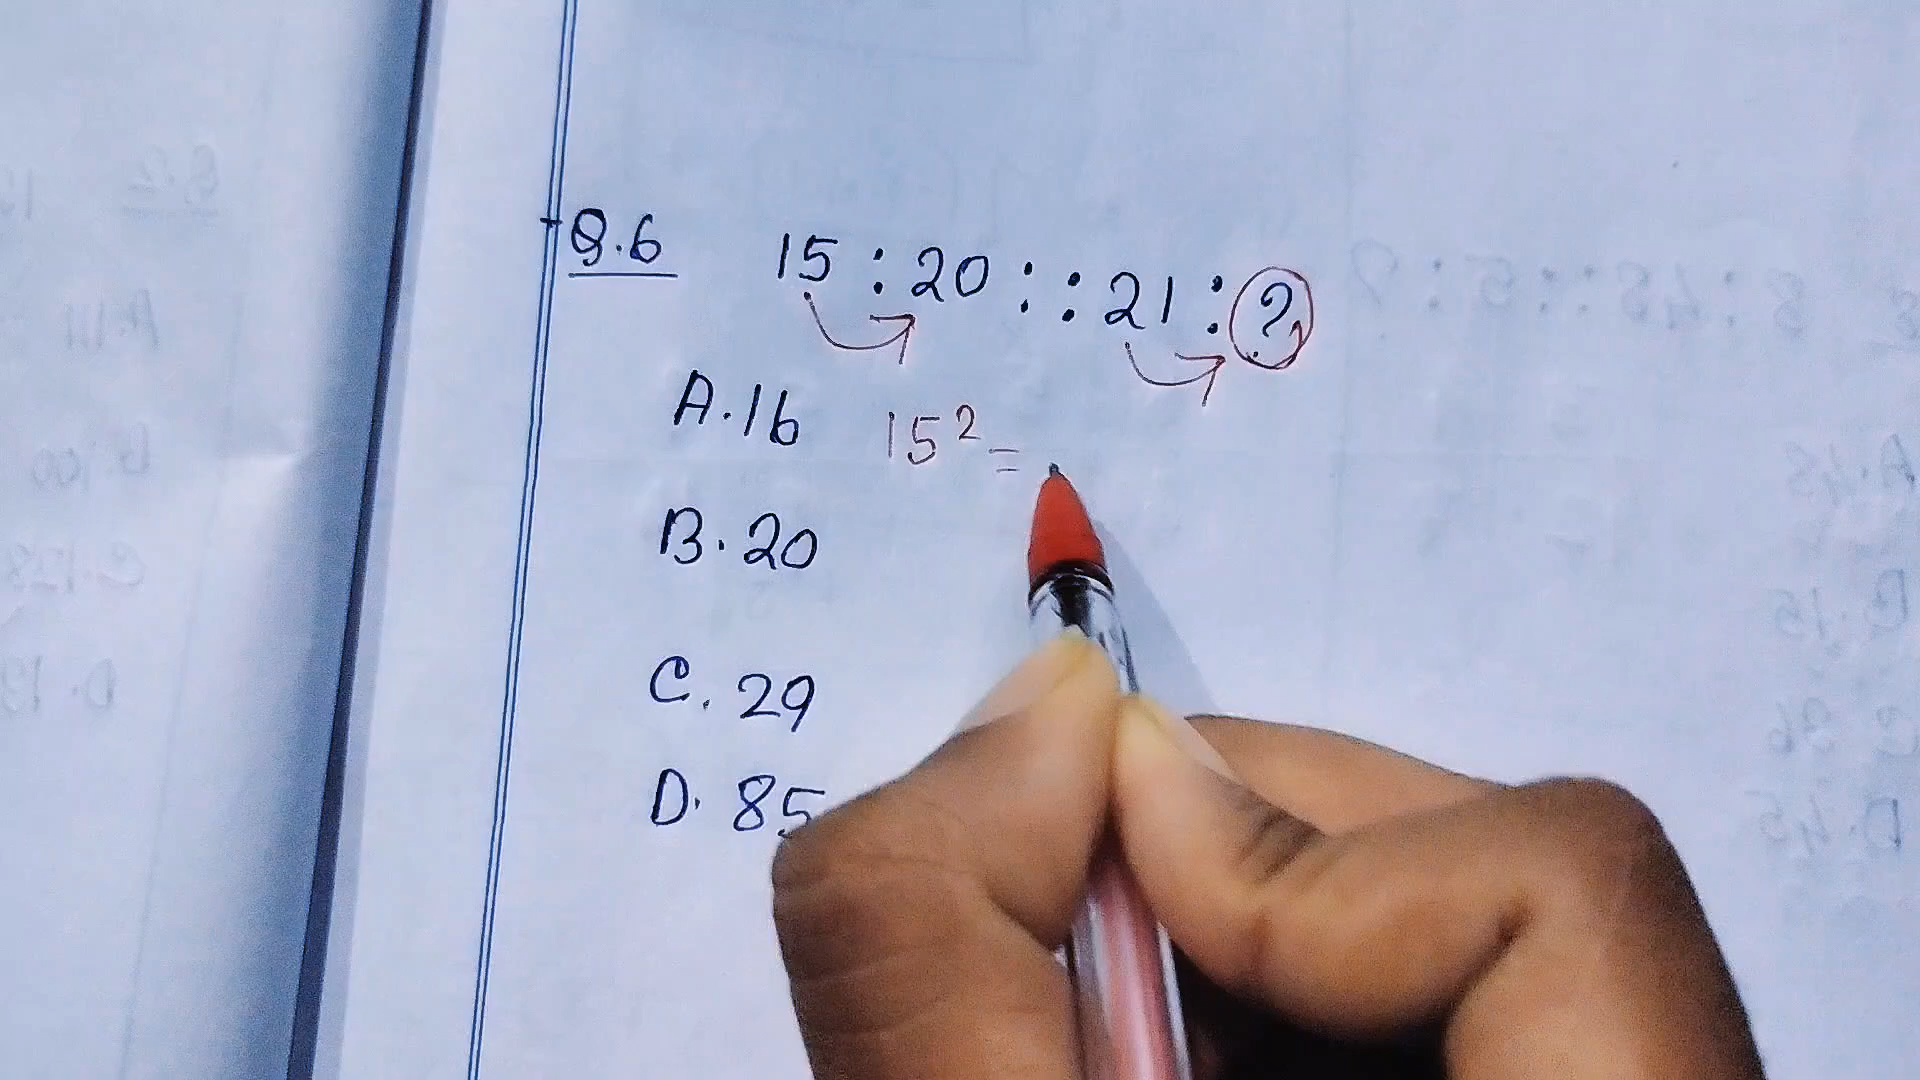 Q.6 15 : 20 :: 21 : ?
A. 16 15² =
B. 20
C. 29
D. 85